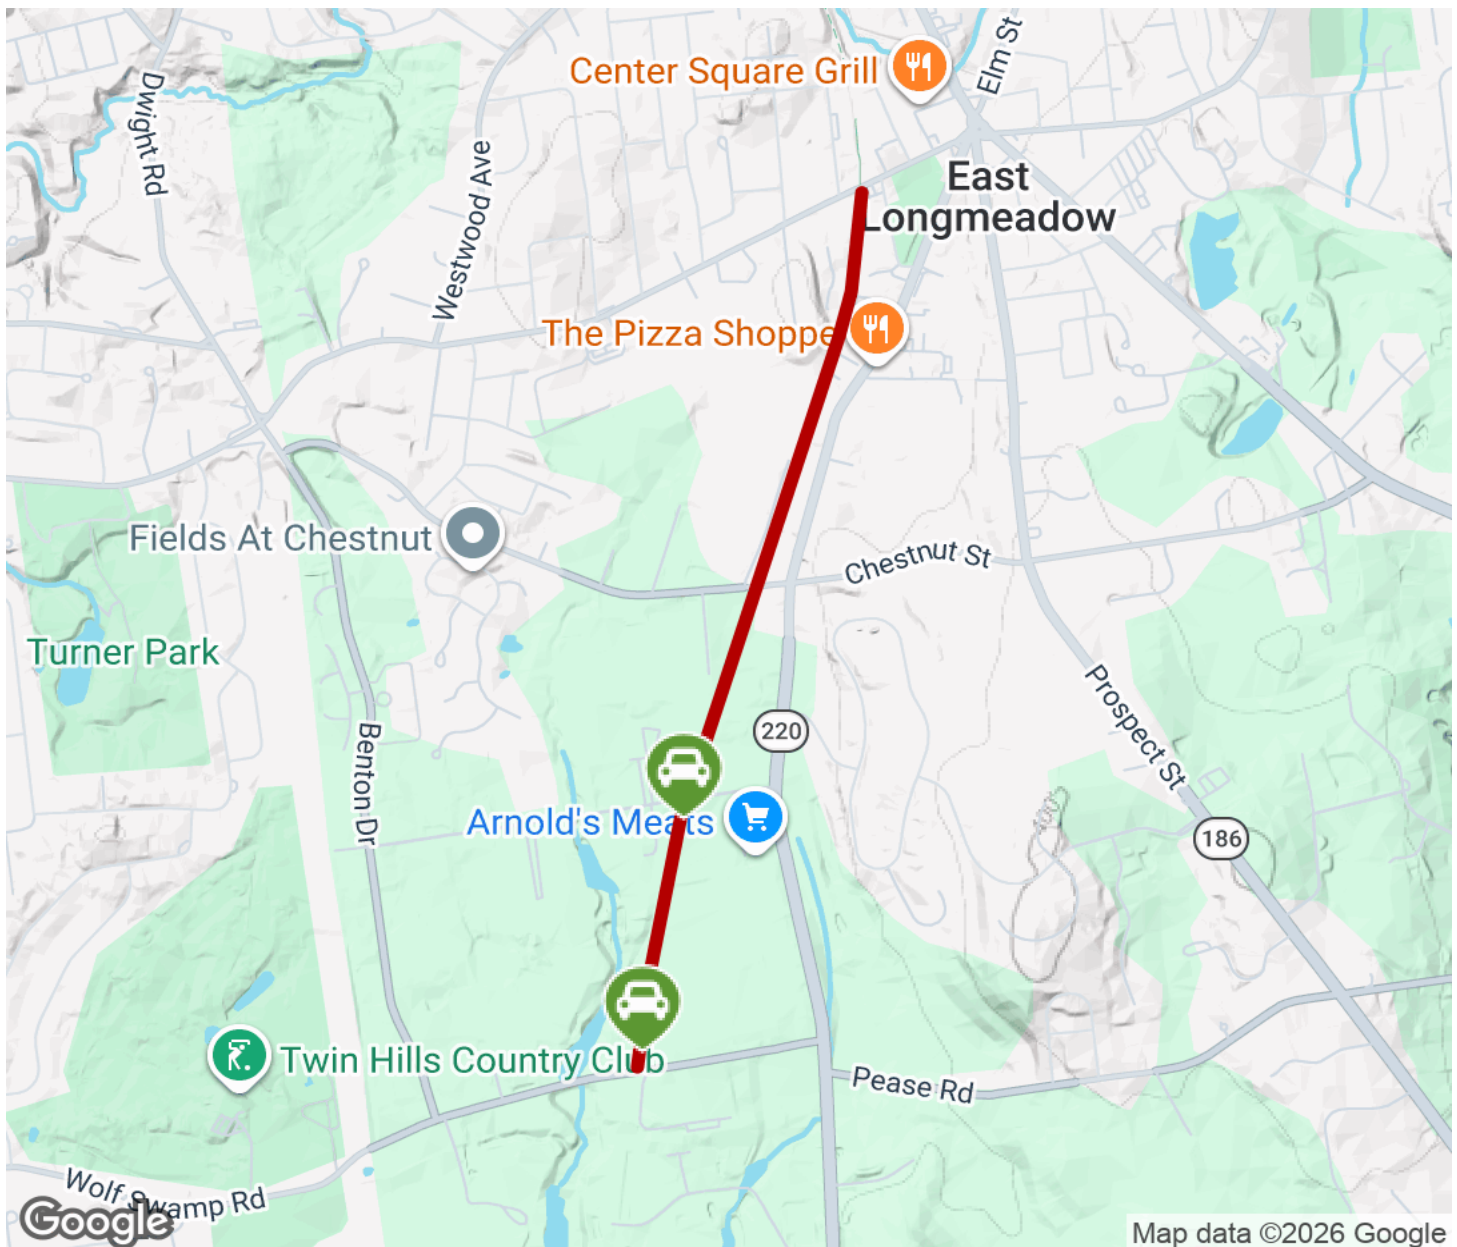 Center Square Grill
Elm St
Dwight Rd
Westwood Ave
East
Longmeadow
The Pizza Shoppe
Fields At Chestnut
Chestnut St
Turner Park
Prospect St
220
Benton Dr
Arnold's Meats
186
Twin Hills Country Club
Pease Rd
Wolf Swamp Rd
Google
Map data ©2026 Google